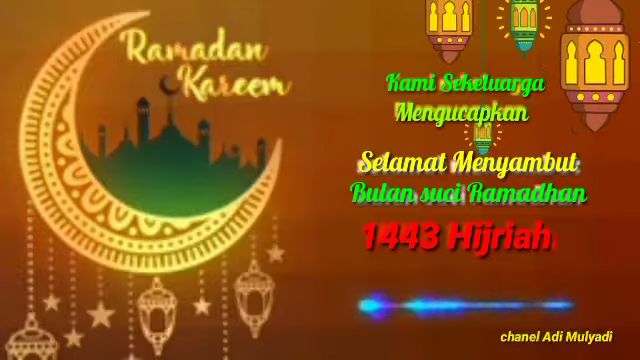 Ramadan
Kareem
Kami Sekeluarga
Mengucapkan
Selamat Menyambut
Bulan suci Ramadhan
1443 Hijriah
chanel Adi Mulyadi